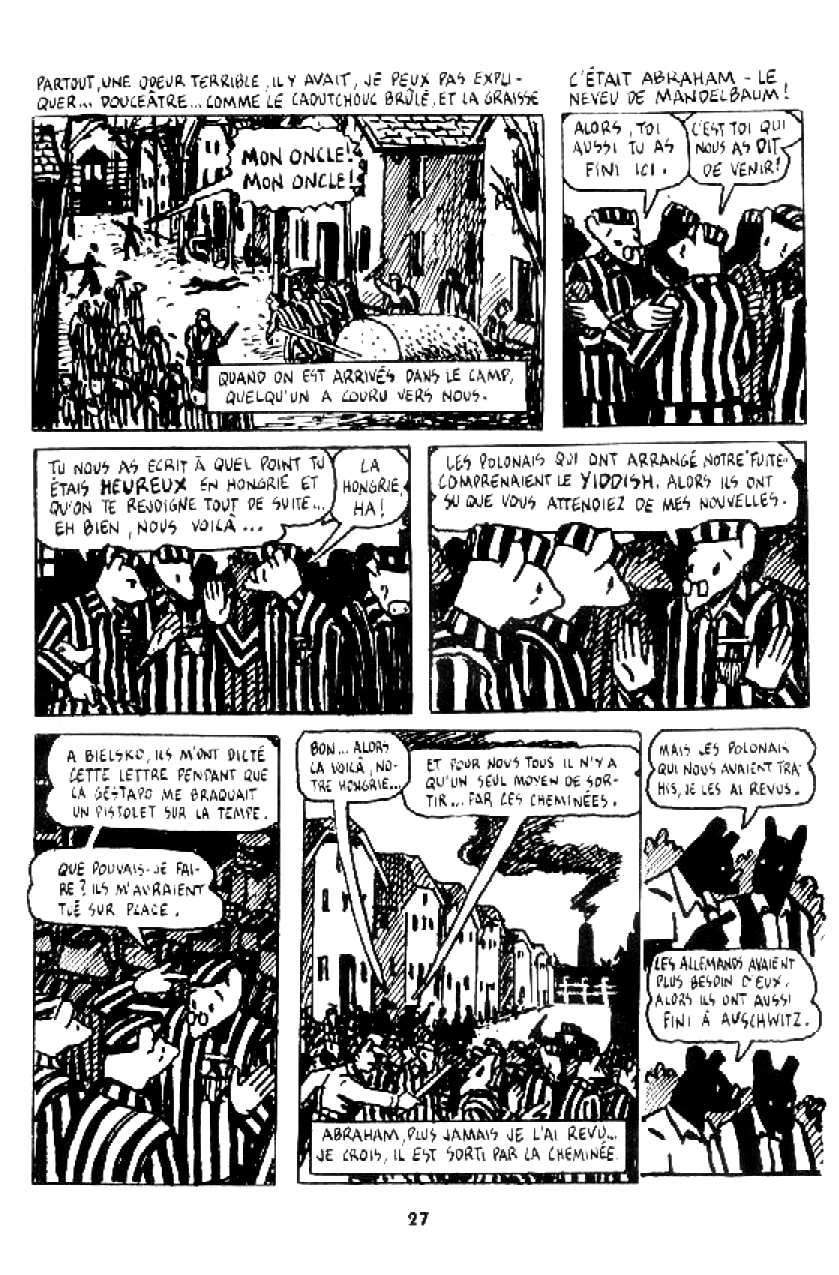 PARTOUT, UNE ODEUR TERRIBLE, IL Y AVAIT, JE PEUX PAS EXPLI-
QUER... DOUCEÂTRE... COMME LE CAOUTCHOUC BRÛLÉ, ET LA GRAISSE
MON ONCLE!
MON ONCLE!
QUAND ON EST ARRIVÉS DANS LE CAMP,
QUELQU'UN A COURU VERS NOUS.
C'ÉTAIT ABRAHAM - LE
NEVEU DE MANDELBAUM!
ALORS, TOI
AUSSI TU AS
FINI ICI.
C'EST TOI QUI
NOUS AS DIT
DE VENIR!
TU NOUS AS ECRIT À QUEL POINT TU
ÉTAIS HEUREUX EN HONGRIE ET
QU'ON TE REJOIGNE TOUT DE SUITE...
EH BIEN, NOUS VOILÀ...
LA
HONGRIE,
HA!
LES POLONAIS QUI ONT ARRANGÉ NOTRE FUITE
COMPRENAIENT LE YIDDISH. ALORS ILS ONT
SU QUE VOUS ATTENDIEZ DE MES NOUVELLES.
A BIELSKO, ILS M'ONT DICTÉ
CETTE LETTRE PENDANT QUE
LA GESTAPO ME BRAQUAIT
UN PISTOLET SUR LA TEMPE.
QUE POUVAIS-JE FAI-
RE? ILS M'AURAIENT
TUÉ SUR PLACE.
BON... ALORS
LA VOILÀ, NO-
TRE HONGRIE...
ET POUR NOUS TOUS IL N'Y A
QU'UN SEUL MOYEN DE SOR-
TIR... PAR CES CHEMINÉES.
ABRAHAM, PLUS JAMAIS JE L'AI REVU...
JE CROIS, IL EST SORTI PAR LA CHEMINÉE.
MAIS LES POLONAIS
QUI NOUS AVAIENT TRA-
HIS, JE LES AI REVUS.
LES ALLEMANDS AVAIENT
PLUS BESOIN D'EUX.
ALORS ILS ONT AUSSI
FINI À AUSCHWITZ.
27